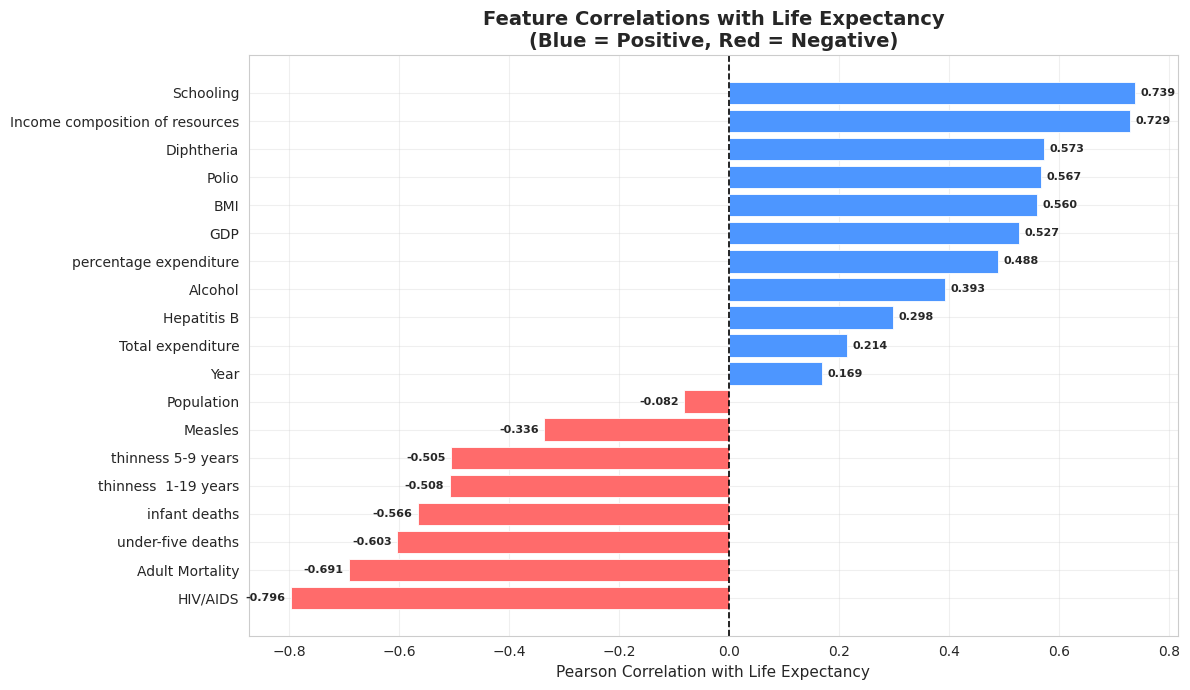 Feature Correlations with Life Expectancy
(Blue = Positive, Red = Negative)
Schooling 0.739
Income composition of resources 0.729
Diphtheria 0.573
Polio 0.567
BMI 0.560
GDP 0.527
percentage expenditure 0.488
Alcohol 0.393
Hepatitis B 0.298
Total expenditure 0.214
Year 0.169
Population -0.082
Measles -0.336
thinness 5-9 years -0.505
thinness  1-19 years -0.508
infant deaths -0.566
under-five deaths -0.603
Adult Mortality -0.691
HIV/AIDS -0.796
−0.8 −0.6 −0.4 −0.2 0.0 0.2 0.4 0.6 0.8
Pearson Correlation with Life Expectancy